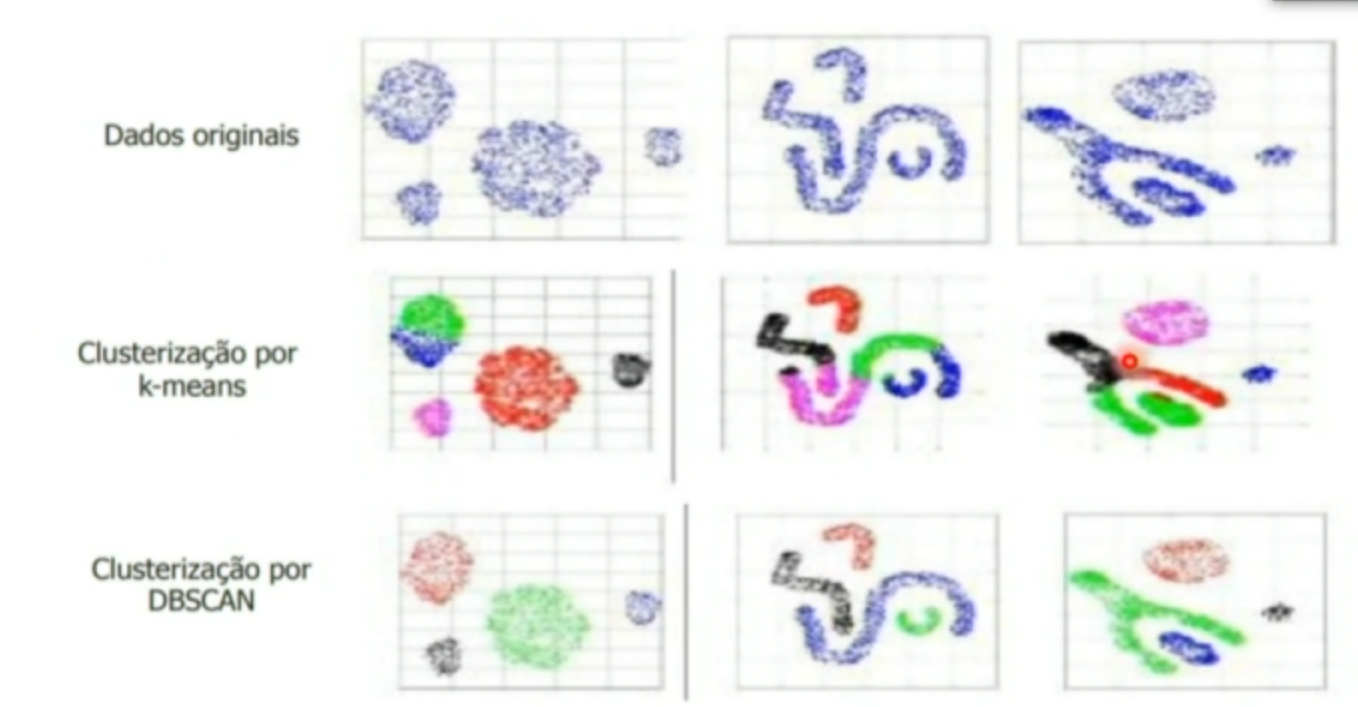 Dados originais
Clusterização por
k-means
Clusterização por
DBSCAN